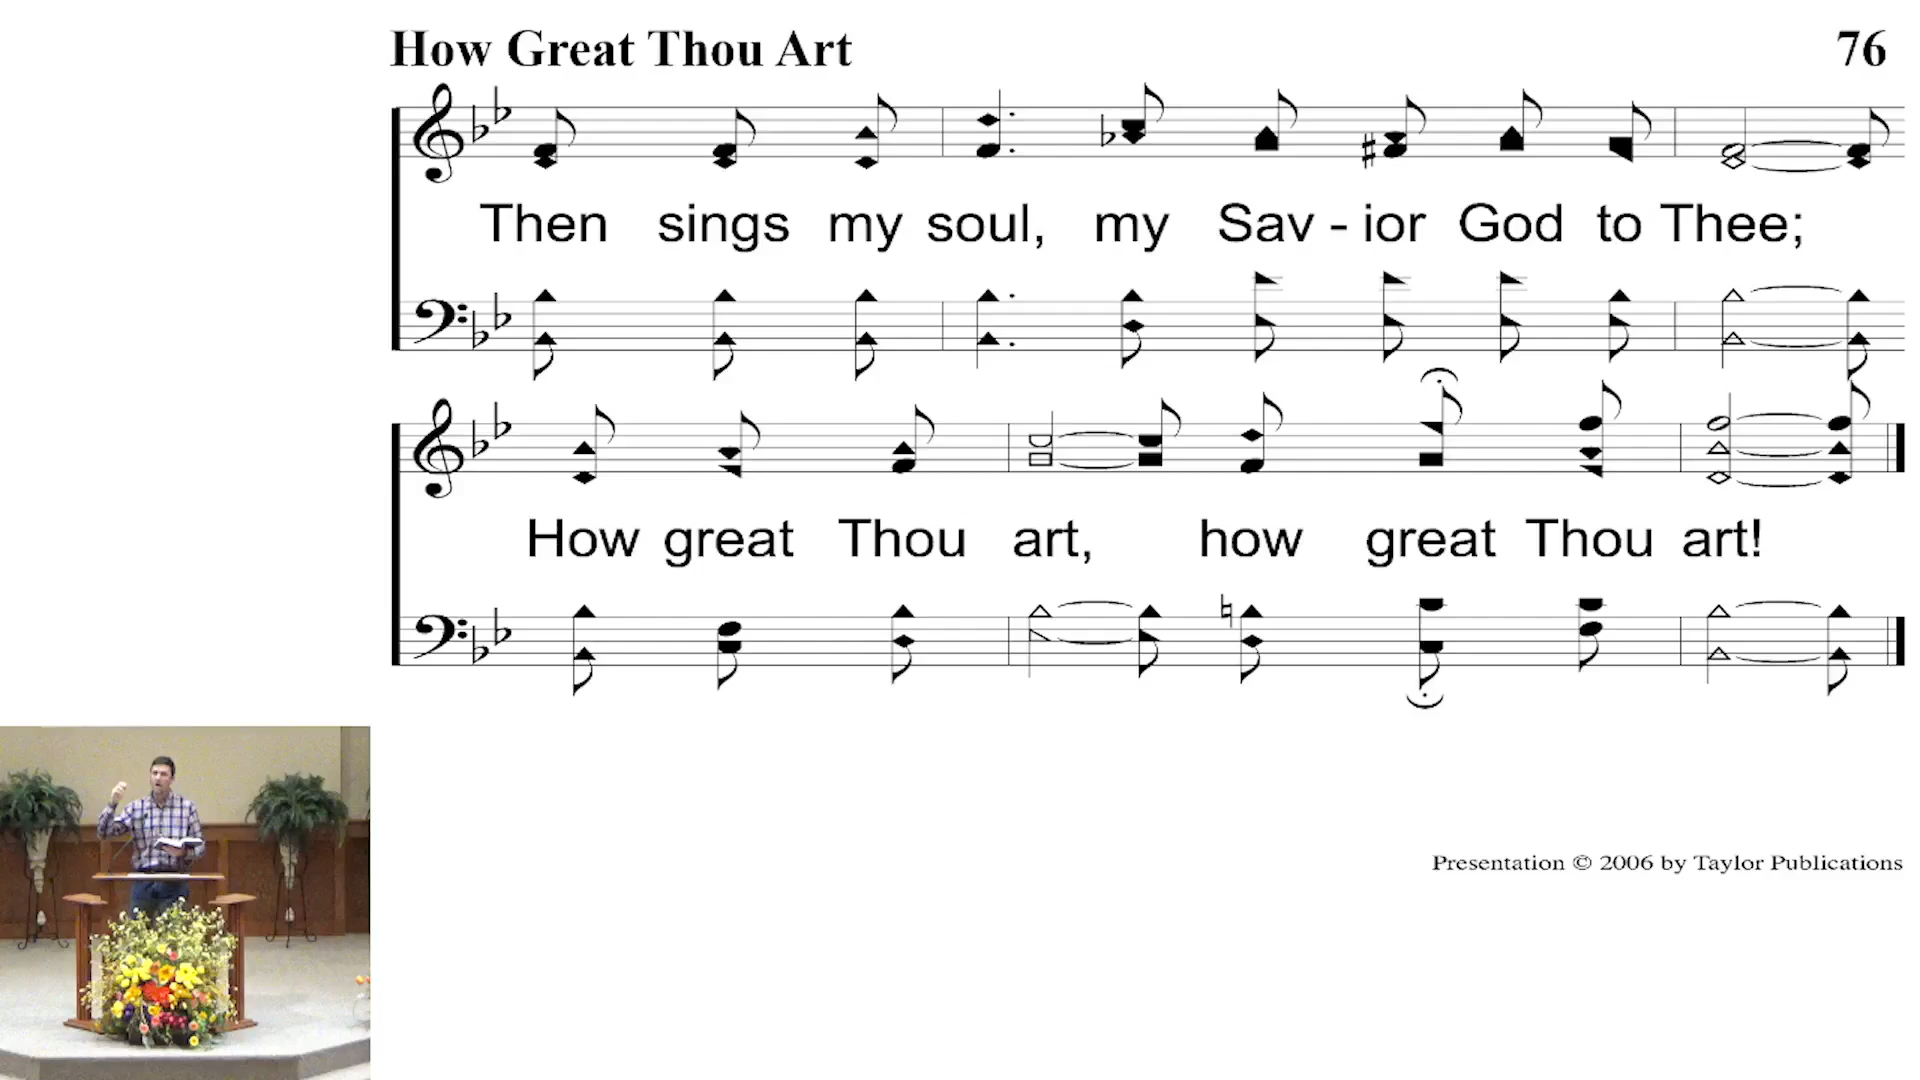 How Great Thou Art 76
Then sings my soul, my Sav - ior God to Thee;
How great Thou art, how great Thou art!
Presentation © 2006 by Taylor Publications